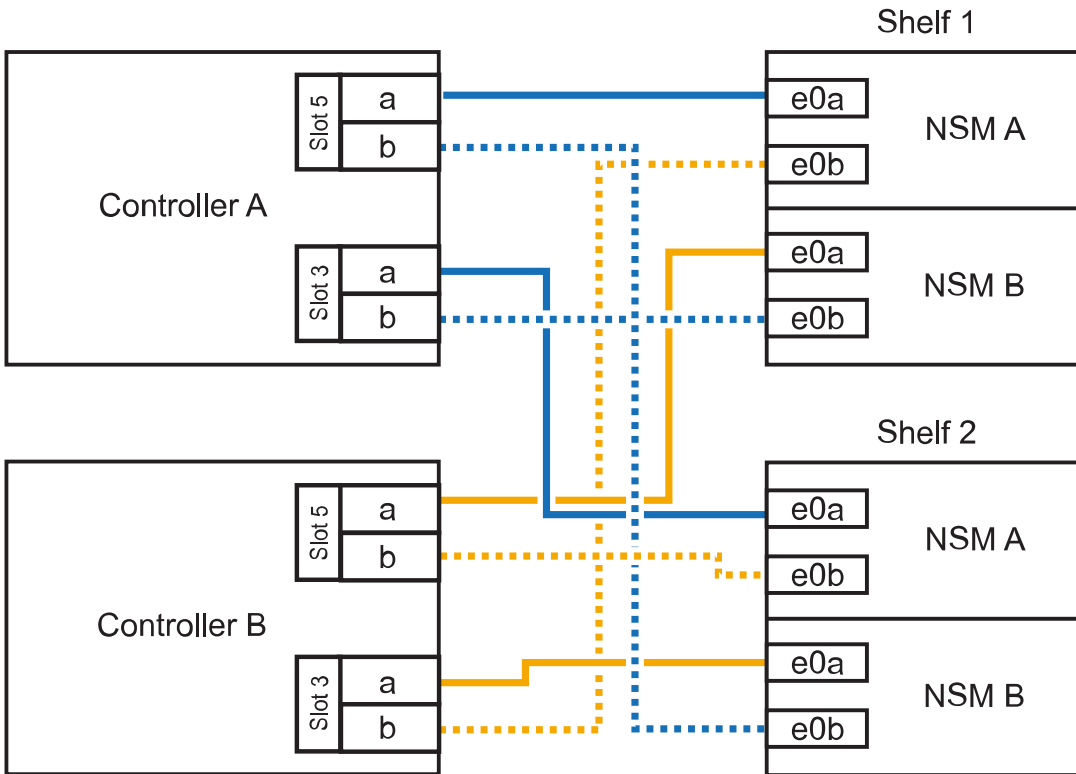 Shelf 1
Slot 5
a
b
Controller A
Slot 3
a
b
e0a
e0b
NSM A
e0a
e0b
NSM B
Shelf 2
Slot 5
a
b
Controller B
Slot 3
a
b
e0a
e0b
NSM A
e0a
e0b
NSM B